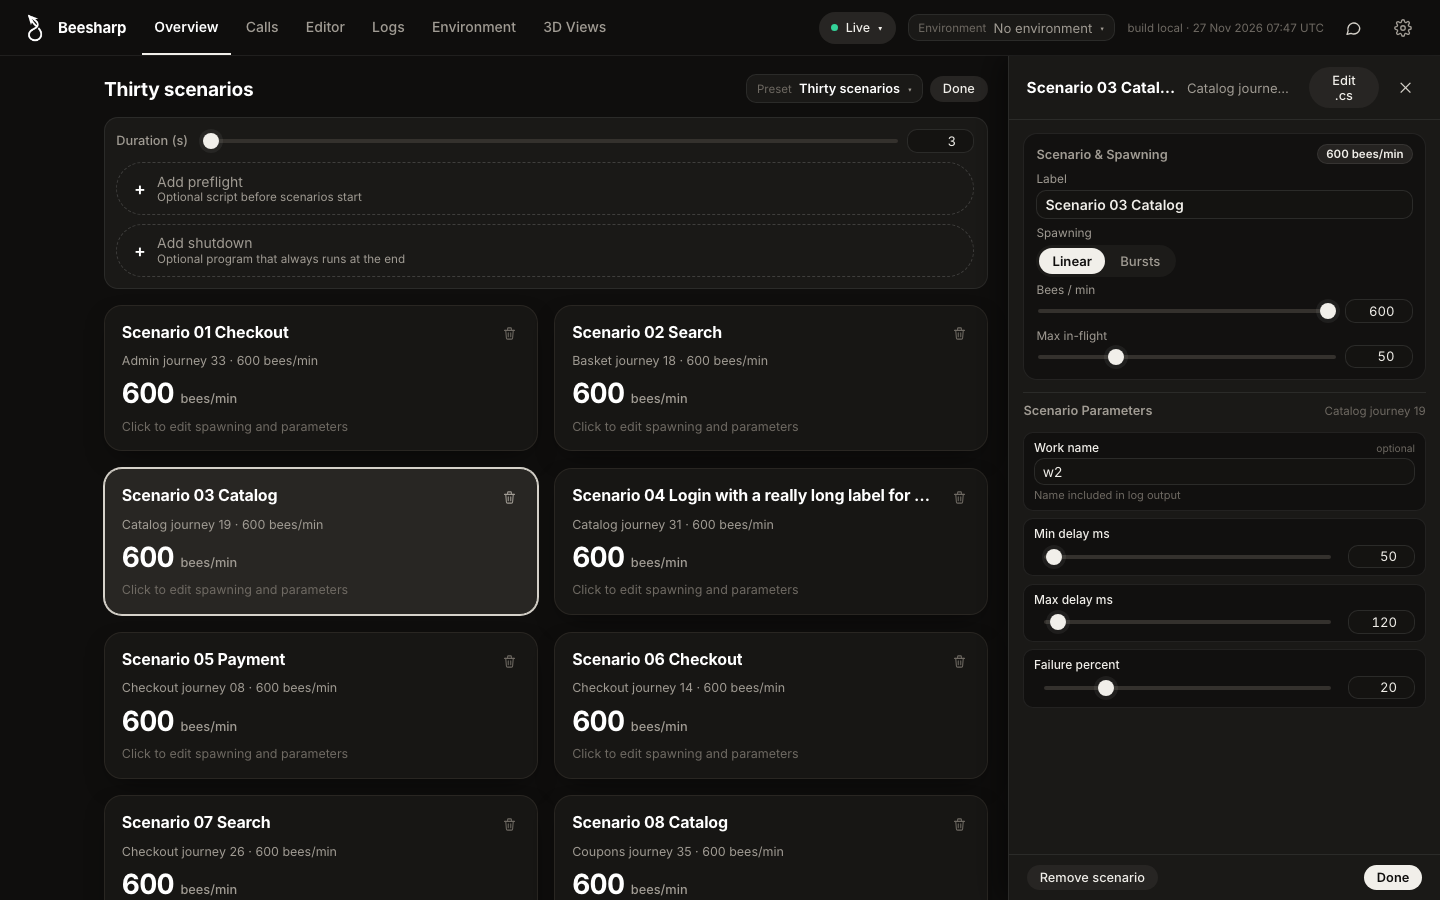 Beesharp
Overview
Calls
Editor
Logs
Environment
3D Views
Live
Environment No environment
build local · 27 Nov 2026 07:47 UTC
Thirty scenarios
Preset Thirty scenarios
Done
Duration (s)
3
+ Add preflight
Optional script before scenarios start
+ Add shutdown
Optional program that always runs at the end
Scenario 01 Checkout
Admin journey 33 · 600 bees/min
600 bees/min
Click to edit spawning and parameters
Scenario 02 Search
Basket journey 18 · 600 bees/min
600 bees/min
Click to edit spawning and parameters
Scenario 03 Catalog
Catalog journey 19 · 600 bees/min
600 bees/min
Click to edit spawning and parameters
Scenario 04 Login with a really long label for ...
Catalog journey 31 · 600 bees/min
600 bees/min
Click to edit spawning and parameters
Scenario 05 Payment
Checkout journey 08 · 600 bees/min
600 bees/min
Click to edit spawning and parameters
Scenario 06 Checkout
Checkout journey 14 · 600 bees/min
600 bees/min
Click to edit spawning and parameters
Scenario 07 Search
Checkout journey 26 · 600 bees/min
600 bees/min
Scenario 08 Catalog
Coupons journey 35 · 600 bees/min
600 bees/min
Scenario 03 Catal...
Catalog journe...
Edit
.cs
Scenario & Spawning
600 bees/min
Label
Scenario 03 Catalog
Spawning
Linear
Bursts
Bees / min
600
Max in-flight
50
Scenario Parameters
Catalog journey 19
Work name
optional
w2
Name included in log output
Min delay ms
50
Max delay ms
120
Failure percent
20
Remove scenario
Done